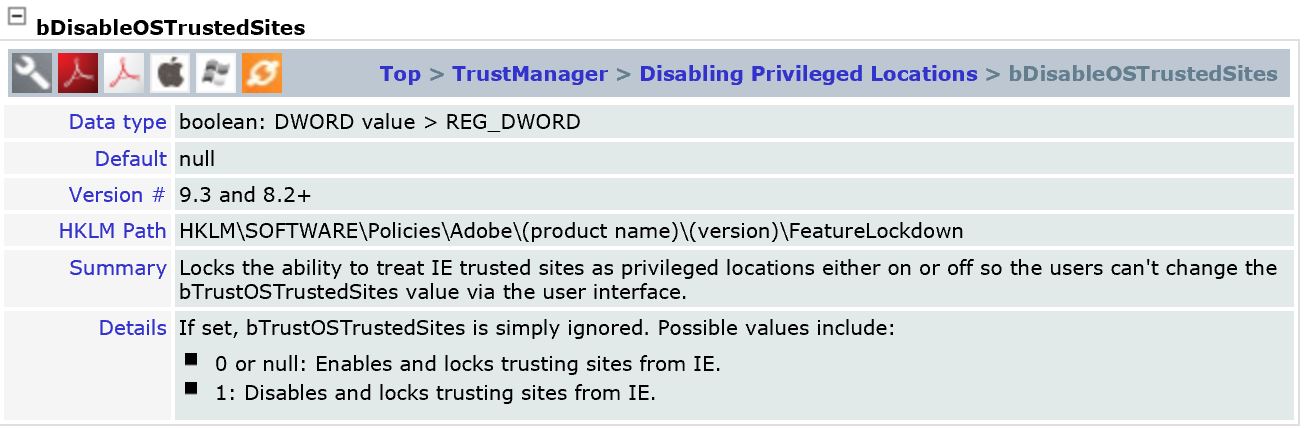 bDisableOSTrustedSites
Top > TrustManager > Disabling Privileged Locations > bDisableOSTrustedSites
Data type boolean: DWORD value > REG_DWORD
Default null
Version # 9.3 and 8.2+
HKLM Path HKLM\SOFTWARE\Policies\Adobe\(product name)\(version)\FeatureLockdown
Summary Locks the ability to treat IE trusted sites as privileged locations either on or off so the users can't change the
bTrustOSTrustedSites value via the user interface.
Details If set, bTrustOSTrustedSites is simply ignored. Possible values include:
■ 0 or null: Enables and locks trusting sites from IE.
■ 1: Disables and locks trusting sites from IE.